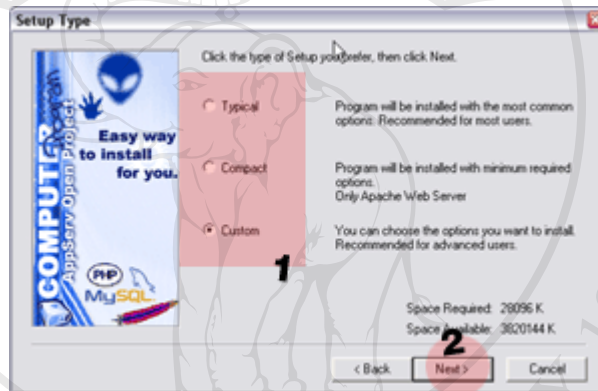 Setup Type
Click the type of Setup you prefer, then click Next.
Typical
Program will be installed with the most common
options. Recommended for most users.
Compact
Program will be installed with minimum required
options.
Only Apache Web Server
Custom
You can choose the options you want to install.
Recommended for advanced users.
1
COMPUTER
Program
AppServ Open Project
Easy way
to install
for you.
PHP
MySQL
Space Required: 28096 K
Space Available: 3820144 K
2
< Back
Next >
Cancel